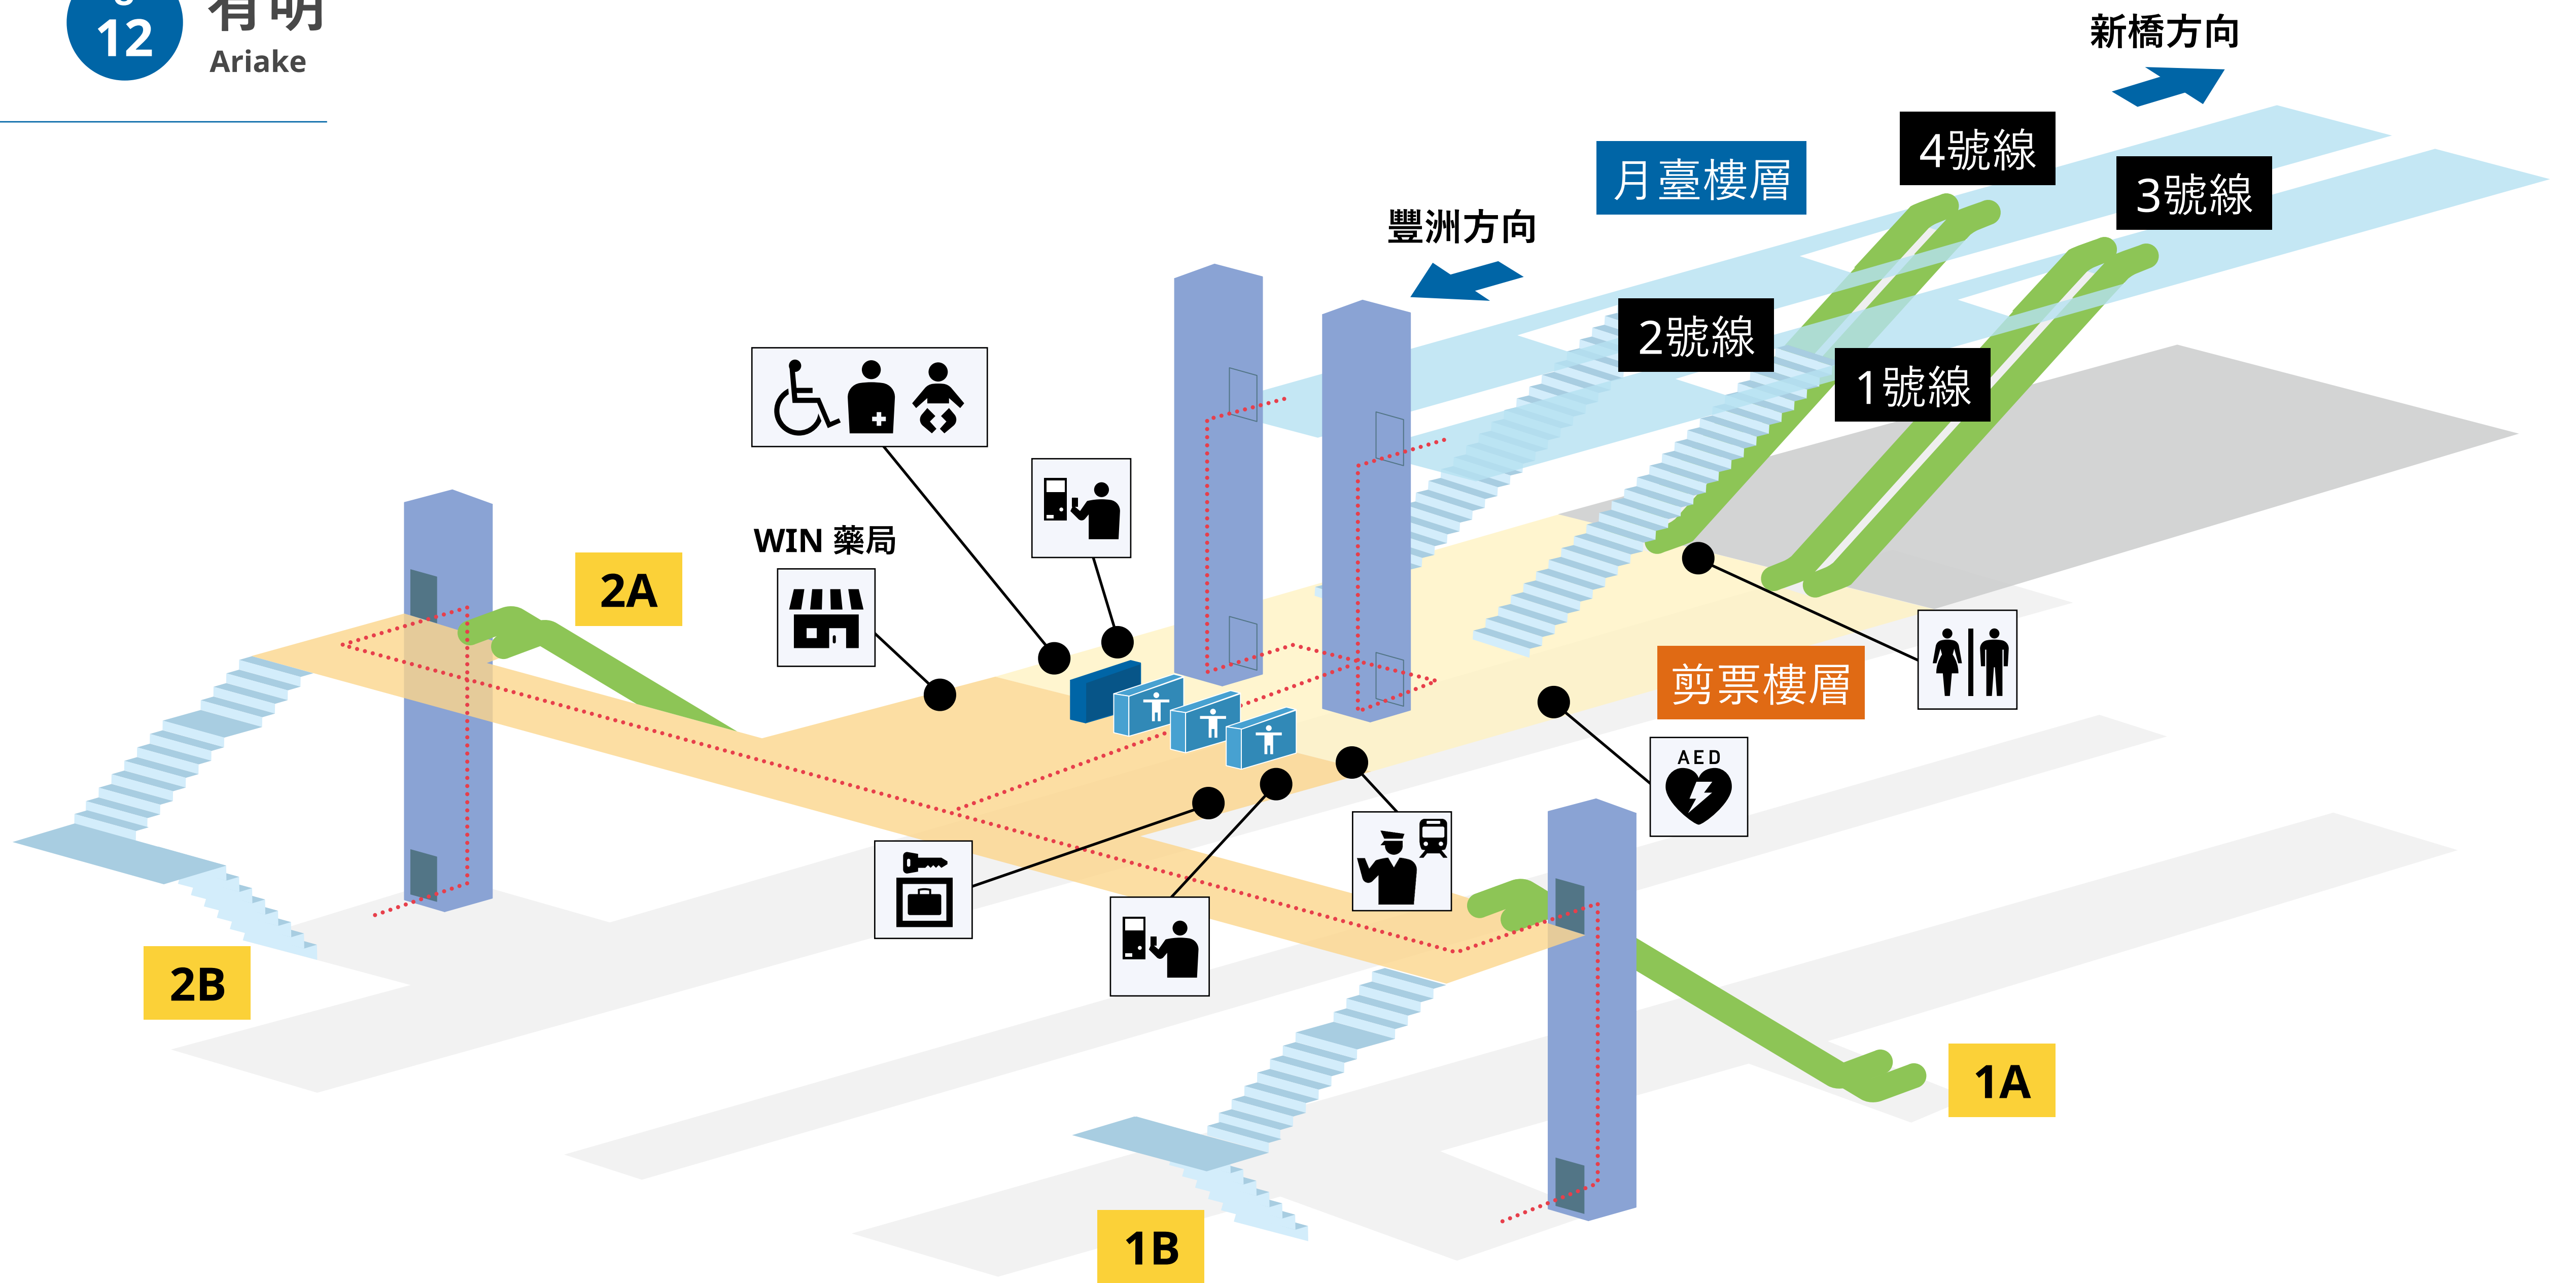 12
有明
Ariake
新橋方向
4號線
月臺樓層
3號線
豐洲方向
2號線
1號線
WIN 藥局
2A
剪票樓層
AED
2B
1A
1B